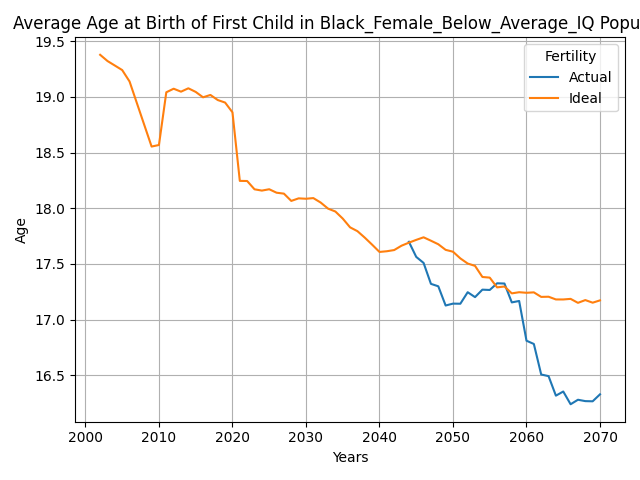 Average Age at Birth of First Child in Black_Female_Below_Average_IQ Popu
Fertility
Actual
Ideal
Age
19.5
19.0
18.5
18.0
17.5
17.0
16.5
2000 2010 2020 2030 2040 2050 2060 2070
Years